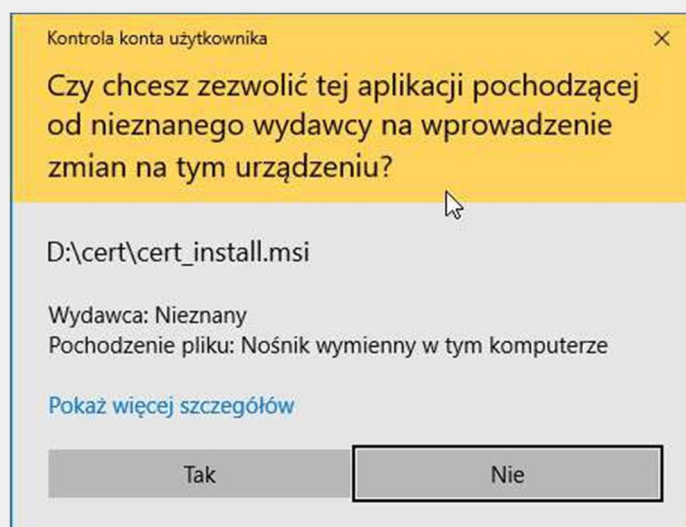 Kontrola konta użytkownika
Czy chcesz zezwolić tej aplikacji pochodzącej
od nieznanego wydawcy na wprowadzenie
zmian na tym urządzeniu?
D:\cert\cert_install.msi
Wydawca: Nieznany
Pochodzenie pliku: Nośnik wymienny w tym komputerze
Pokaż więcej szczegółów
Tak
Nie